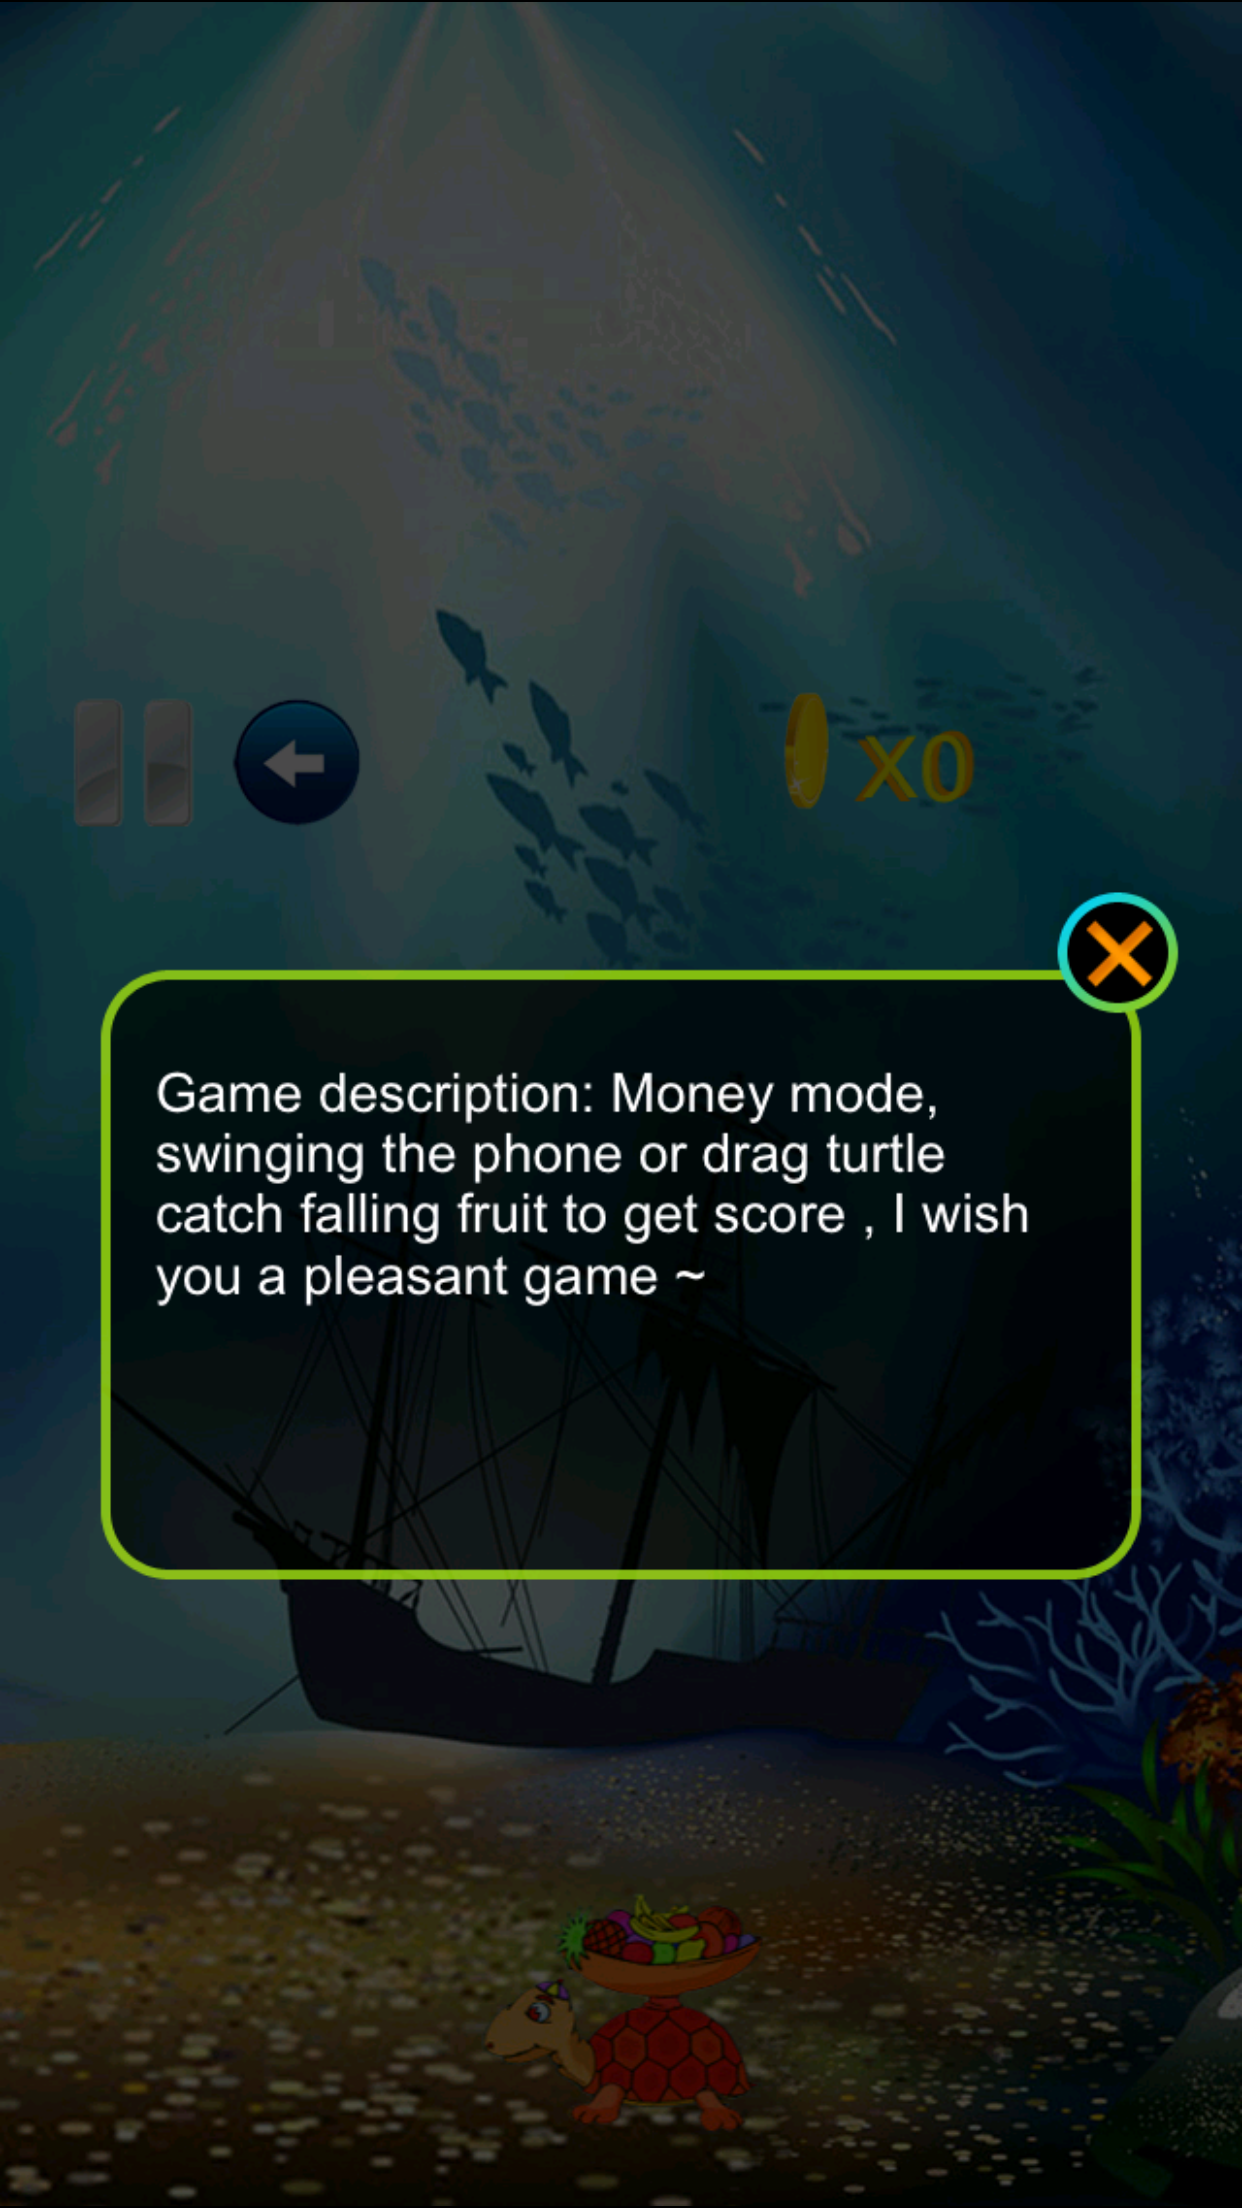 x0
Game description: Money mode,
swinging the phone or drag turtle
catch falling fruit to get score , I wish
you a pleasant game ~